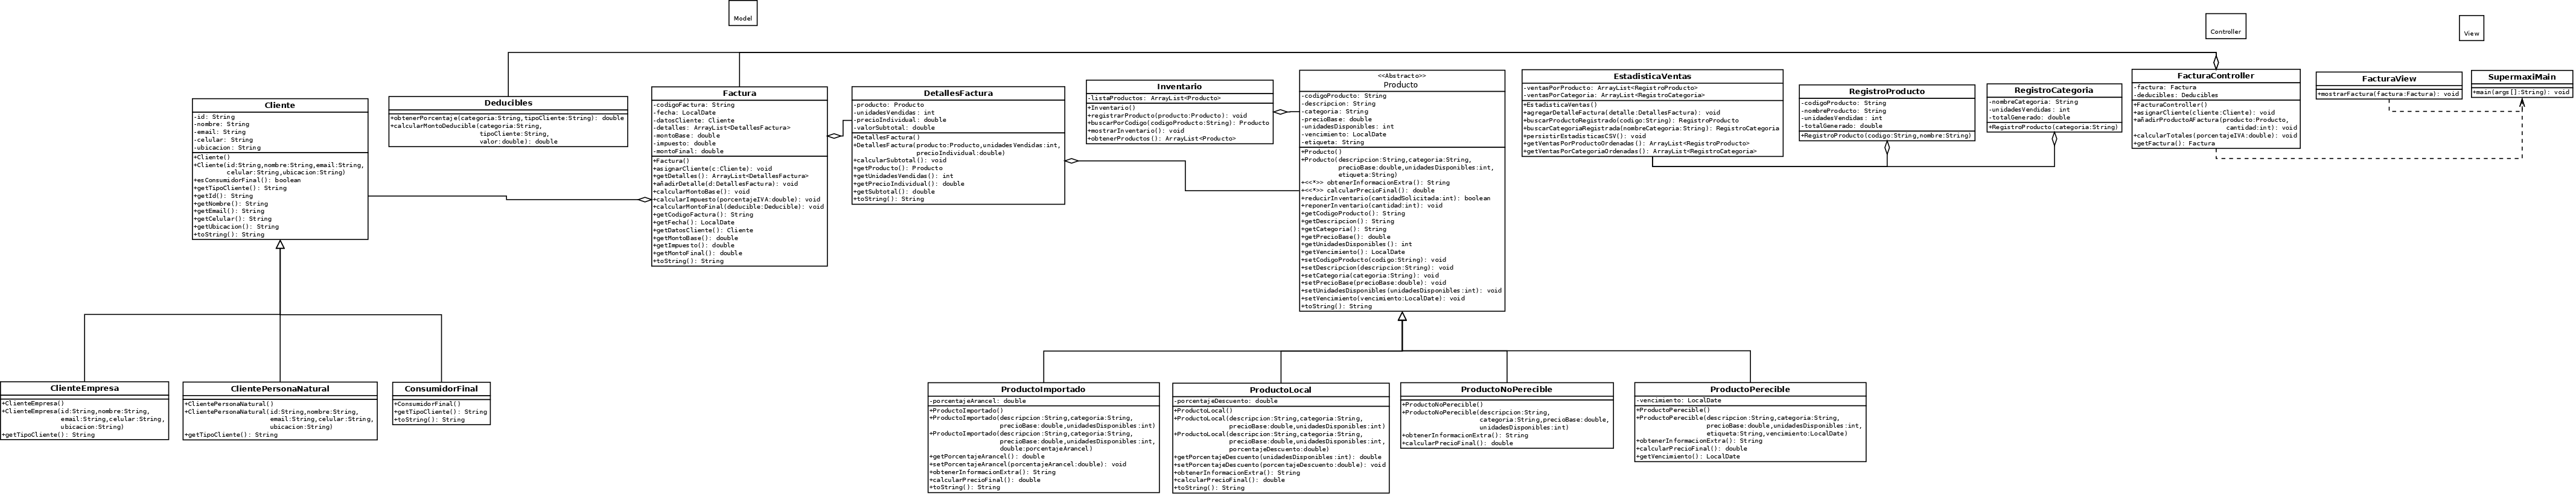 Model
Controller
View
Cliente
-id: String
-nombre: String
-email: String
-celular: String
-ubicacion: String
+Cliente()
+Cliente(id:String,nombre:String,email:String,
celular:String,ubicacion:String)
+esConsumidorFinal(): boolean
+getTipoCliente(): String
+getId(): String
+getNombre(): String
+getEmail(): String
+getCelular(): String
+getUbicacion(): String
+toString(): String
Deducibles
+obtenerPorcentaje(categoria:String,tipoCliente:String): double
+calcularMontoDeducible(categoria:String,
tipoCliente:String,
valor:double): double
Factura
-codigoFactura: String
-fecha: LocalDate
-datosCliente: Cliente
-detalles: ArrayList<DetallesFactura>
-montoBase: double
-impuesto: double
-montoFinal: double
+Factura()
+asignarCliente(c:Cliente): void
+getDetalles(): ArrayList<DetallesFactura>
+añadirDetalle(d:DetallesFactura): void
+calcularMontoBase(): void
+calcularImpuesto(porcentajeIVA:double): void
+calcularMontoFinal(deducible:Deducible): void
+getCodigoFactura(): String
+getFecha(): LocalDate
+getDatosCliente(): Cliente
+getMontoBase(): double
+getImpuesto(): double
+getMontoFinal(): double
+toString(): String
DetallesFactura
-producto: Producto
-unidadesVendidas: int
-precioIndividual: double
-valorSubtotal: double
+DetallesFactura()
+DetallesFactura(producto:Producto,unidadesVendidas:int,
precioIndividual:double)
+calcularSubtotal(): void
+getProducto(): Producto
+getUnidadesVendidas(): int
+getPrecioIndividual(): double
+getSubtotal(): double
+toString(): String
Inventario
-listaProductos: ArrayList<Producto>
+Inventario()
+registrarProducto(producto:Producto): void
+buscarPorCodigo(codigoProducto:String): Producto
+mostrarInventario(): void
+obtenerProductos(): ArrayList<Producto>
<<Abstracto>>
Producto
-codigoProducto: String
-descripcion: String
-categoria: String
-precioBase: double
-unidadesDisponibles: int
-vencimiento: LocalDate
-etiqueta: String
+Producto()
+Producto(descripcion:String,categoria:String,
precioBase:double,unidadesDisponibles:int,
etiqueta:String)
+<<*>> obtenerInformacionExtra(): String
+<<*>> calcularPrecioFinal(): double
+reducirInventario(cantidadSolicitada:int): boolean
+reponerInventario(cantidad:int): void
+getCodigoProducto(): String
+getDescripcion(): String
+getCategoria(): String
+getPrecioBase(): double
+getUnidadesDisponibles(): int
+getVencimiento(): LocalDate
+setCodigoProducto(codigo:String): void
+setDescripcion(descripcion:String): void
+setCategoria(categoria:String): void
+setPrecioBase(precioBase:double): void
+setUnidadesDisponibles(unidadesDisponibles:int): void
+setVencimiento(vencimiento:LocalDate): void
+toString(): String
EstadisticaVentas
-ventasPorProducto: ArrayList<RegistroProducto>
-ventasPorCategoria: ArrayList<RegistroCategoria>
+EstadisticaVentas()
+agregarDetalleFactura(detalle:DetallesFactura): void
+buscarProductoRegistrado(codigo:String): RegistroProducto
+buscarCategoriaRegistrada(nombreCategoria:String): RegistroCategoria
+persistirEstadisticasCSV(): void
+getVentasPorProductoOrdenadas(): ArrayList<RegistroProducto>
+getVentasPorCategoriaOrdenadas(): ArrayList<RegistroCategoria>
RegistroProducto
-codigoProducto: String
-nombreProducto: String
-unidadesVendidas: int
-totalGenerado: double
+RegistroProducto(codigo:String,nombre:String)
RegistroCategoria
-nombreCategoria: String
-unidadesVendidas: int
-totalGenerado: double
+RegistroProducto(categoria:String)
FacturaController
-factura: Factura
-deducibles: Deducibles
+FacturaController()
+asignarCliente(cliente:Cliente): void
+añadirProductoAFactura(producto:Producto,
cantidad:int): void
+calcularTotales(porcentajeIVA:double): void
+getFactura(): Factura
FacturaView
+mostrarFactura(factura:Factura): void
SupermaxiMain
+main(args[]:String): void
ClienteEmpresa
+ClienteEmpresa()
+ClienteEmpresa(id:String,nombre:String,
email:String,celular:String,
ubicacion:String)
+getTipoCliente(): String
ClientePersonaNatural
+ClientePersonaNatural()
+ClientePersonaNatural(id:String,nombre:String,
email:String,celular:String,
ubicacion:String)
+getTipoCliente(): String
ConsumidorFinal
+ConsumidorFinal()
+getTipoCliente(): String
+toString(): String
ProductoImportado
-porcentajeArancel: double
+ProductoImportado()
+ProductoImportado(descripcion:String,categoria:String,
precioBase:double,unidadesDisponibles:int)
+ProductoImportado(descripcion:String,categoria:String,
precioBase:double,unidadesDisponibles:int,
double:porcentajeArancel)
+getPorcentajeArancel(): double
+setPorcentajeArancel(porcentajeArancel:double): void
+obtenerInformacionExtra(): String
+calcularPrecioFinal(): double
+toString(): String
ProductoLocal
-porcentajeDescuento: double
+ProductoLocal()
+ProductoLocal(descripcion:String,categoria:String,
precioBase:double,unidadesDisponibles:int)
+ProductoLocal(descripcion:String,categoria:String,
precioBase:double,unidadesDisponibles:int,
porcentajeDescuento:double)
+getPorcentajeDescuento(unidadesDisponibles:int): double
+setPorcentajeDescuento(porcentajeDescuento:double): void
+obtenerInformacionExtra(): String
+calcularPrecioFinal(): double
+toString(): String
ProductoNoPerecible
+ProductoNoPerecible()
+ProductoNoPerecible(descripcion:String,
categoria:String,precioBase:double,
unidadesDisponibles:int)
+obtenerInformacionExtra(): String
+calcularPrecioFinal(): double
ProductoPerecible
-vencimiento: LocalDate
+ProductoPerecible()
+ProductoPerecible(descripcion:String,categoria:String,
precioBase:double,unidadesDisponibles:int,
etiqueta:String,vencimiento:LocalDate)
+obtenerInformacionExtra(): String
+calcularPrecioFinal(): double
+getVencimiento(): LocalDate